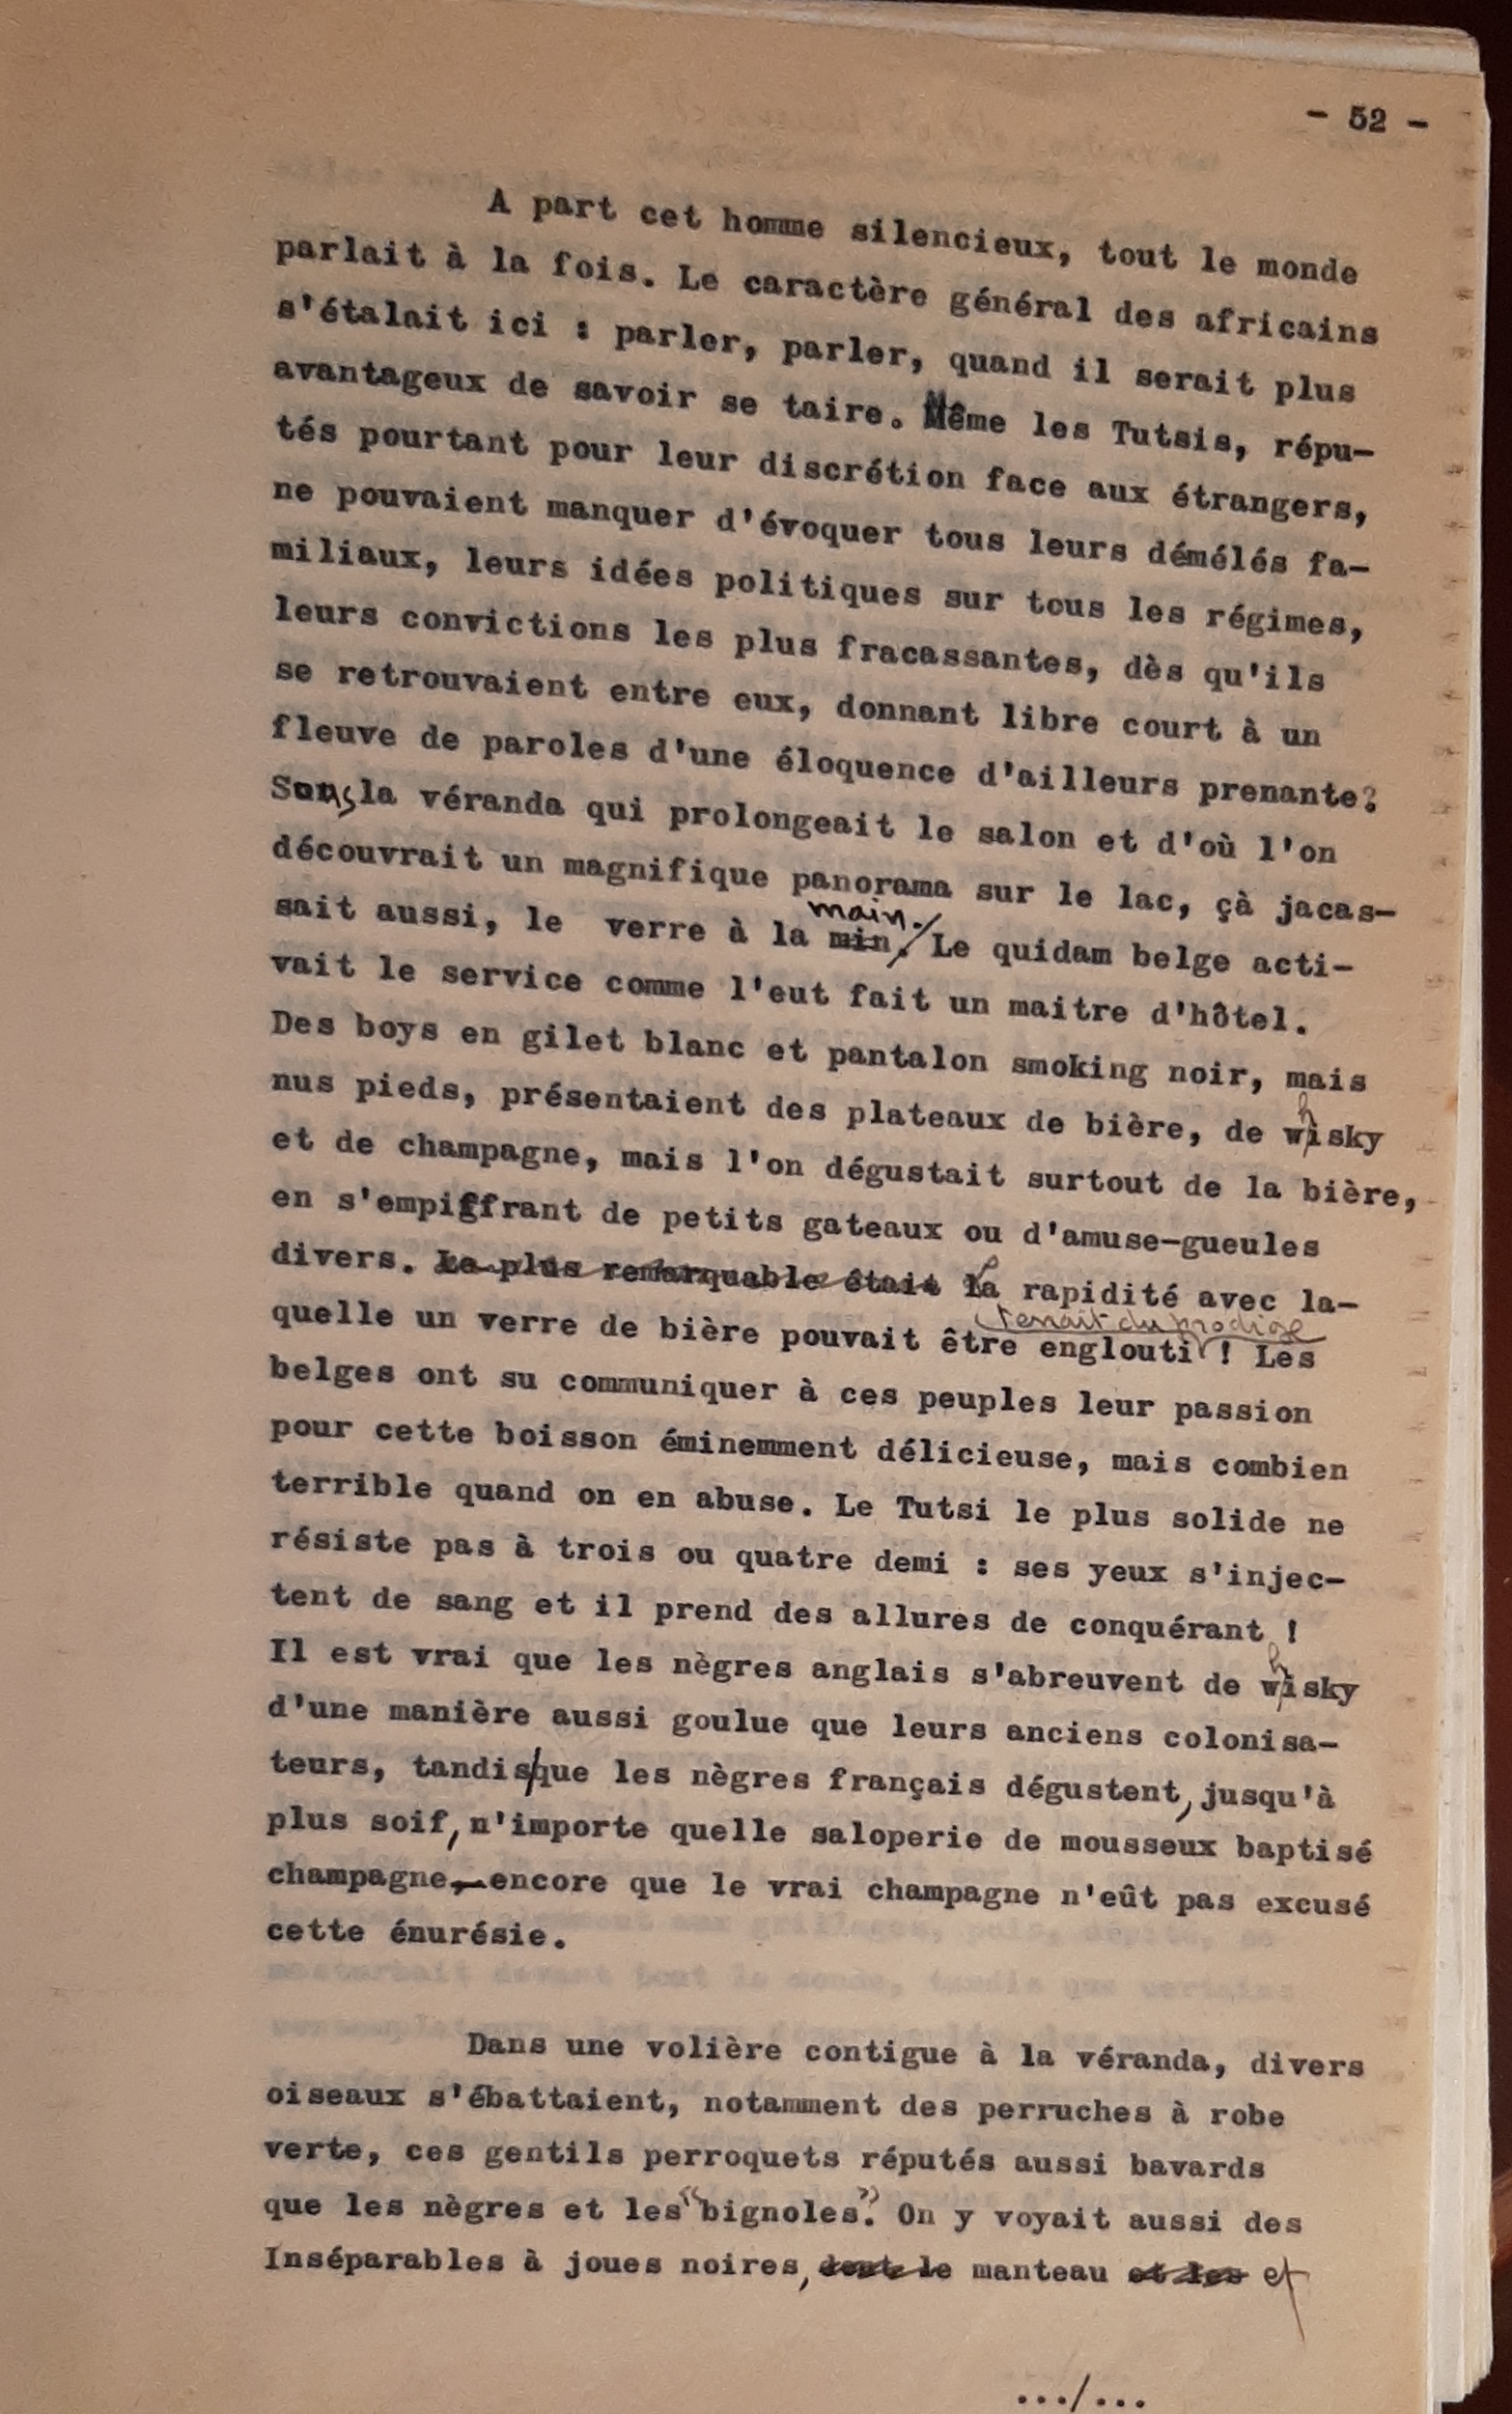 - 52 -
A part cet homme silencieux, tout le monde
parlait à la fois. Le caractère général des africains
s'étalait ici : parler, parler, quand il serait plus
avantageux de savoir se taire. Même les Tutsis, répu-
tés pourtant pour leur discrétion face aux étrangers,
ne pouvaient manquer d'évoquer tous leurs démélés fa-
miliaux, leurs idées politiques sur tous les régimes,
leurs convictions les plus fracassantes, dès qu'ils
se retrouvaient entre eux, donnant libre court à un
fleuve de paroles d'une éloquence d'ailleurs prenante.
Sous la véranda qui prolongeait le salon et d'où l'on
découvrait un magnifique panorama sur le lac, çà jacas-
main.
sait aussi, le verre à la min. Le quidam belge acti-
vait le service comme l'eut fait un maitre d'hôtel.
Des boys en gilet blanc et pantalon smoking noir, mais
nus pieds, présentaient des plateaux de bière, de whisky
et de champagne, mais l'on dégustait surtout de la bière,
en s'empiffrant de petits gateaux ou d'amuse-gueules
divers. Le plus remarquable était La rapidité avec la-
quelle un verre de bière pouvait être englouti tenait du prodige ! Les
belges ont su communiquer à ces peuples leur passion
pour cette boisson éminemment délicieuse, mais combien
terrible quand on en abuse. Le Tutsi le plus solide ne
résiste pas à trois ou quatre demi : ses yeux s'injec-
tent de sang et il prend des allures de conquérant !
Il est vrai que les nègres anglais s'abreuvent de whisky
d'une manière aussi goulue que leurs anciens colonisa-
teurs, tandis/que les nègres français dégustent, jusqu'à
plus soif, n'importe quelle saloperie de mousseux baptisé
champagne, — encore que le vrai champagne n'eût pas excusé
cette énurésie.
Dans une volière contigue à la véranda, divers
oiseaux s'ébattaient, notamment des perruches à robe
verte, ces gentils perroquets réputés aussi bavards
que les nègres et les "bignoles". On y voyait aussi des
Inséparables à joues noires, dont le manteau et les et
.../...